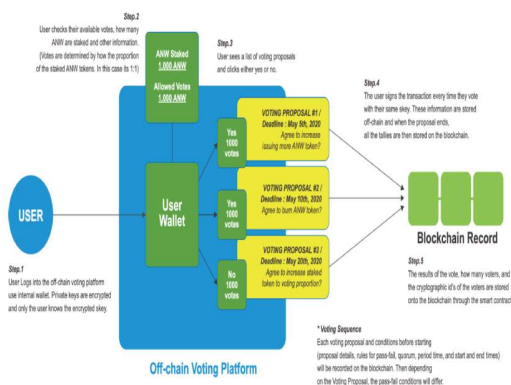 Step.2
User checks their available votes, how many
ANW are staked and other information.
(Votes are determined by how the proportion
of the staked ANW tokens. In this case its 1:1)
ANW Staked
1,000 ANW
Allowed Votes
1,000 ANW
Step.3
User sees a list of voting proposals
and clicks either yes or no.
Step.4
The user signs the transaction every time they vote
with their same skey. These information are stored
off-chain and when the proposal ends,
all the tallies are then stored on the blockchain.
USER
User
Wallet
Yes
1000
votes
VOTING PROPOSAL #1 /
Deadline : May 5th, 2020
Agree to increase
issuing more ANW token?
Yes
1000
votes
VOTING PROPOSAL #2 /
Deadline : May 10th, 2020
Agree to burn ANW token?
No
1000
votes
VOTING PROPOSAL #3 /
Deadline : May 20th, 2020
Agree to increase staked
token to voting proportion?
Blockchain Record
Step.1
User Logs into the off-chain voting platform
use internal wallet. Private keys are encrypted
and only the user knows the encrypted skey.
Step.5
The results of the vote, how many voters, and
the cryptographic id's of the voters are stored
onto the blockchain through the smart contract
Off-chain Voting Platform
* Voting Sequence
Each voting proposal and conditions before starting
(proposal details, rules for pass-fail, quorum, period time, and start and end times)
will be recorded on the blockchain. Then depending
on the Voting Proposal, the pass-fail conditions will differ.